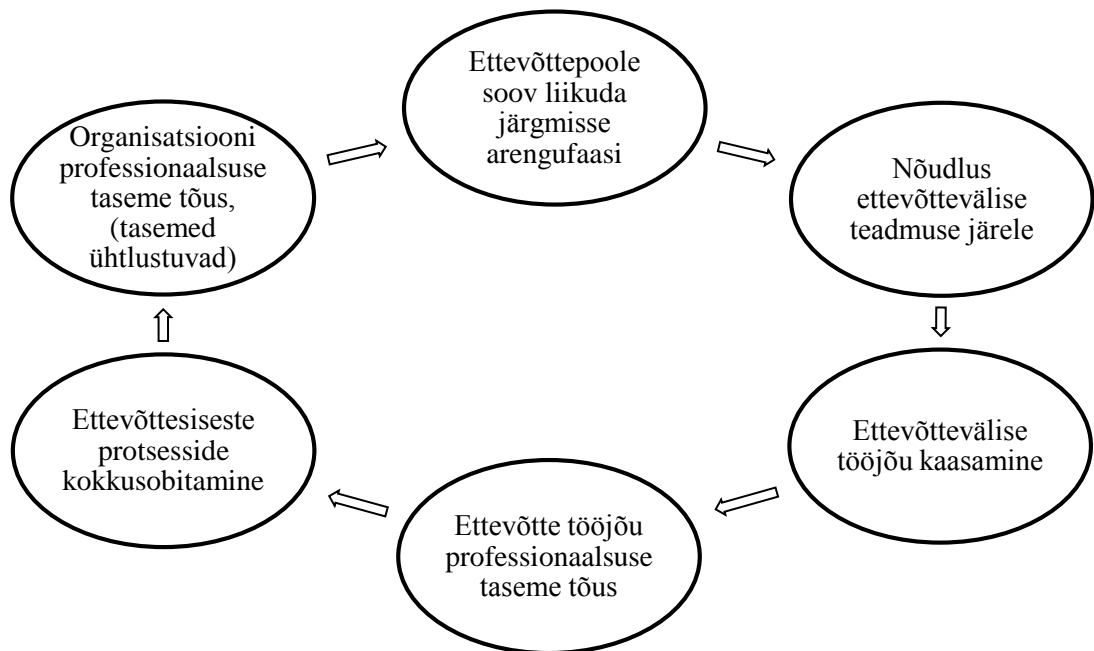 Ettevõttepoole
soov liikuda
järgmisse
arengufaasi
Nõudlus
ettevõttevälise
teadmuse järele
Ettevõttevälise
tööjõu kaasamine
Ettevõtte tööjõu
professionaalsuse
taseme tõus
Ettevõttesiseste
protsesside
kokkusobitamine
Organisatsiooni
professionaalsuse
taseme tõus,
(tasemed
ühtlustuvad)